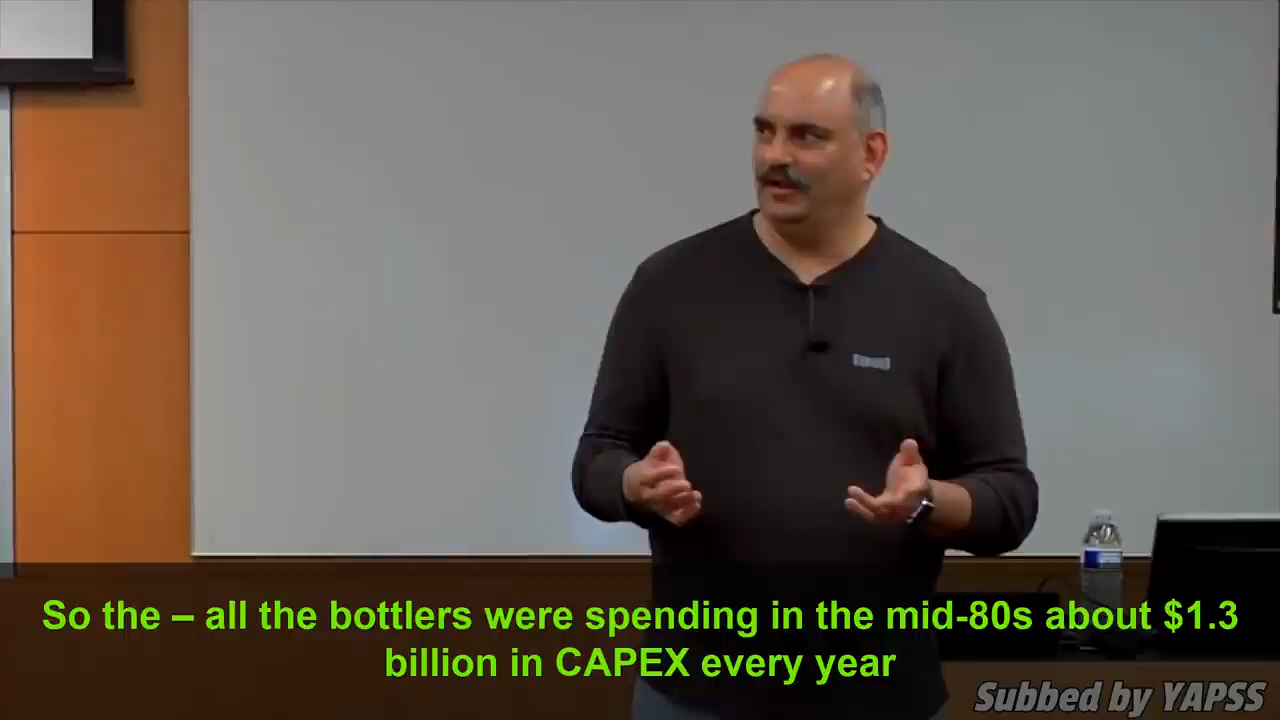 So the – all the bottlers were spending in the mid-80s about $1.3
billion in CAPEX every year
Subbed by YAPSS